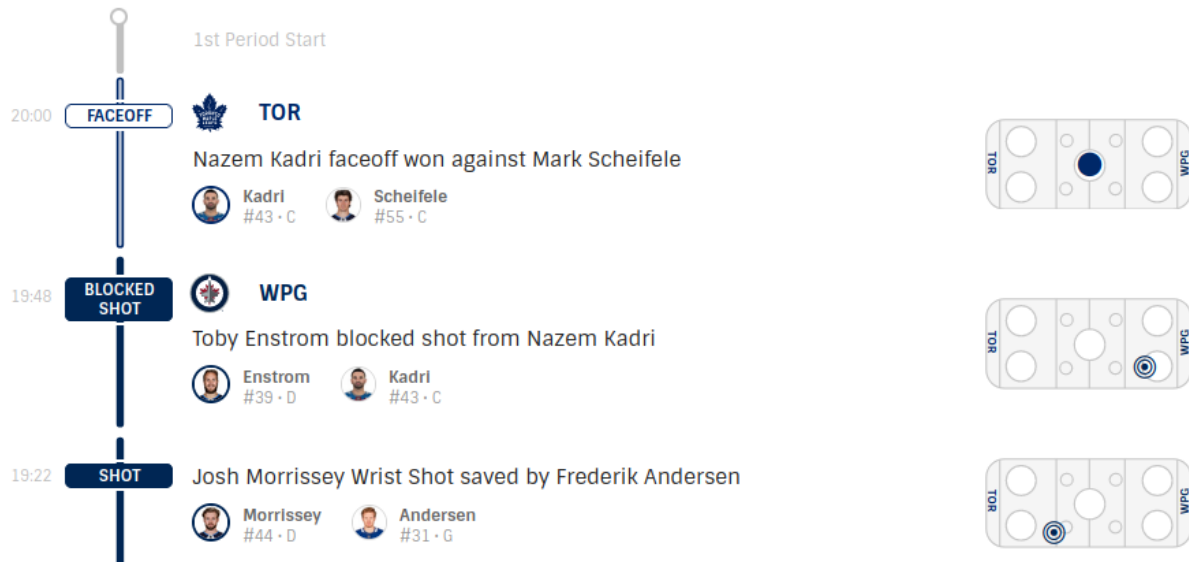 1st Period Start
20:00 FACEOFF TOR
Nazem Kadri faceoff won against Mark Scheifele
Kadri Scheifele
#43 · C #55 · C
TOR WPG
19:48 BLOCKED SHOT WPG
Toby Enstrom blocked shot from Nazem Kadri
Enstrom Kadri
#39 · D #43 · C
TOR WPG
19:22 SHOT Josh Morrissey Wrist Shot saved by Frederik Andersen
Morrissey Andersen
#44 · D #31 · G
TOR WPG